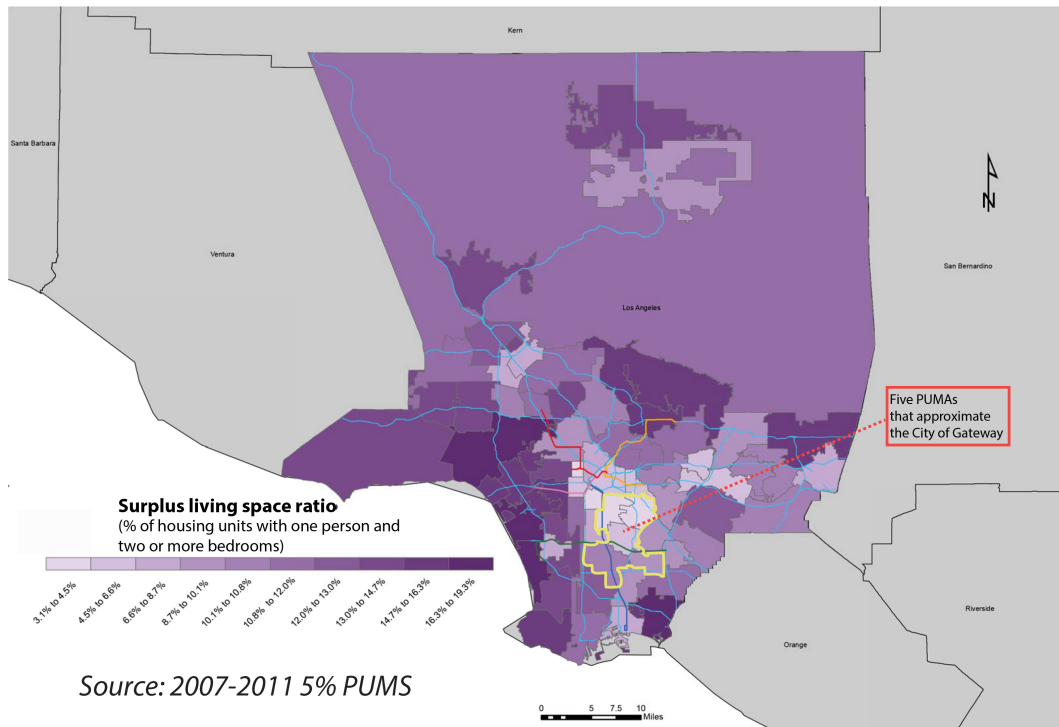 Kern
Santa Barbara
N
Ventura
San Bernardino
Los Angeles
Five PUMAs
that approximate
the City of Gateway
Surplus living space ratio
(% of housing units with one person and
two or more bedrooms)
3.1% to 4.5%
4.5% to 6.6%
6.6% to 8.7%
8.7% to 10.1%
10.1% to 10.8%
10.8% to 12.0%
12.0% to 13.0%
13.0% to 14.7%
14.7% to 16.3%
16.3% to 19.3%
Riverside
Orange
Source: 2007-2011 5% PUMS
0 5 7.5 10
Miles